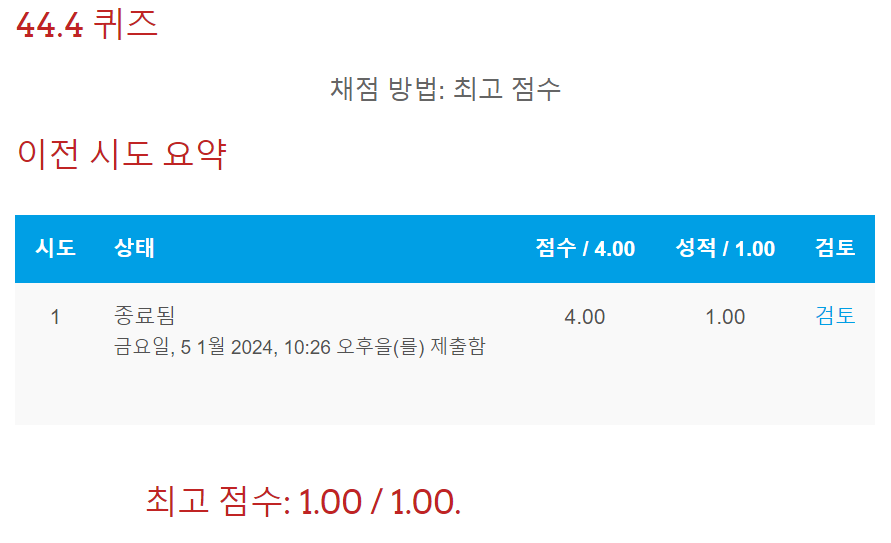 44.4 퀴즈
채점 방법: 최고 점수
이전 시도 요약
시도 상태 점수 / 4.00 성적 / 1.00 검토
1 종료됨 4.00 1.00 검토
금요일, 5 1월 2024, 10:26 오후을(를) 제출함
최고 점수: 1.00 / 1.00.